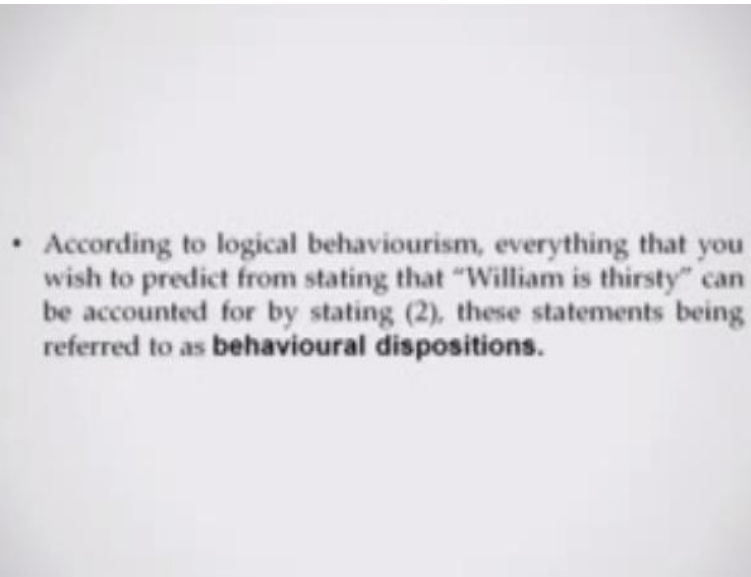 • According to logical behaviourism, everything that you
wish to predict from stating that "William is thirsty" can
be accounted for by stating (2), these statements being
referred to as behavioural dispositions.